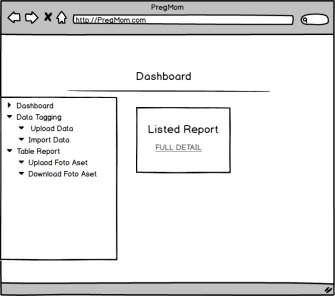 PregMom
http://PregMom.com
Dashboard
Dashboard
Data Tagging
Upload Data
Import Data
Table Report
Upload Foto Aset
Download Foto Aset
Listed Report
FULL DETAIL